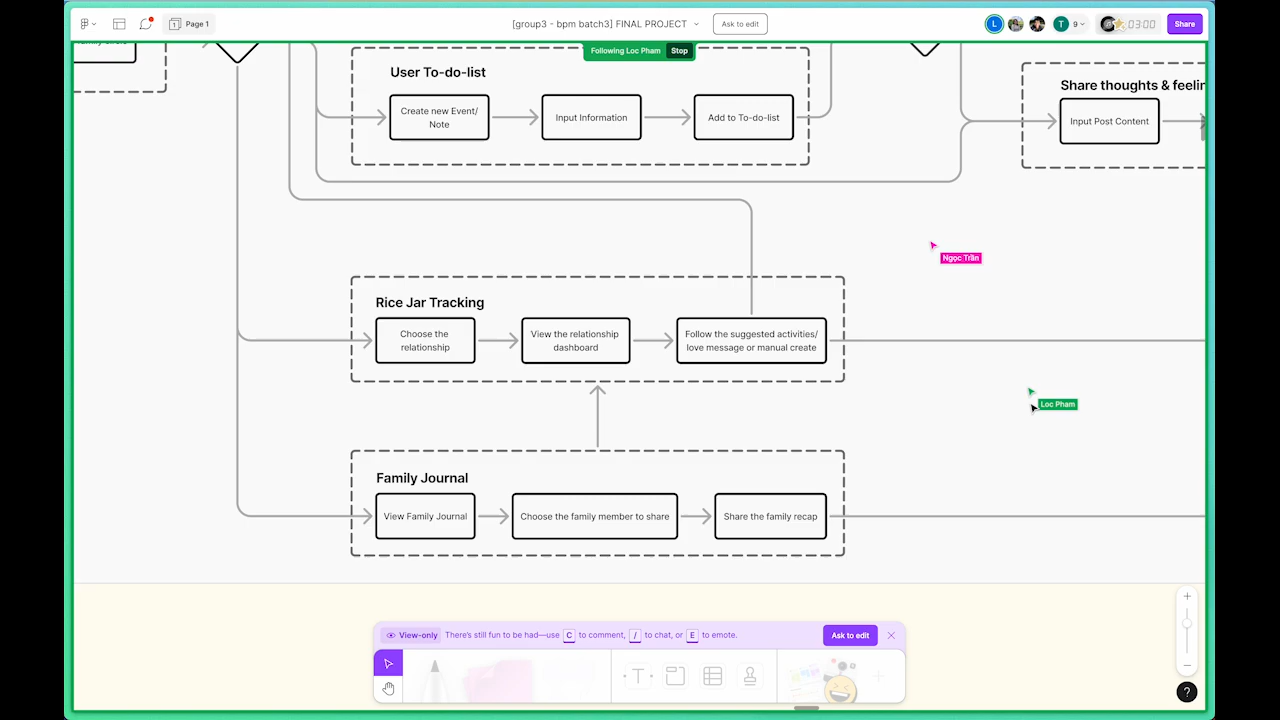 Page 1
[group3 - bpm batch3] FINAL PROJECT
Ask to edit
L
T
9
03:00
Share
Following Loc Pham
Stop
User To-do-list
Create new Event/
Note
Input Information
Add to To-do-list
Share thoughts & feelin
Input Post Content
Ngọc Trần
Rice Jar Tracking
Choose the
relationship
View the relationship
dashboard
Follow the suggested activities/
love message or manual create
Loc Pham
Family Journal
View Family Journal
Choose the family member to share
Share the family recap
View-only
There's still fun to be had—use C to comment, / to chat, or E to emote.
Ask to edit
T
?